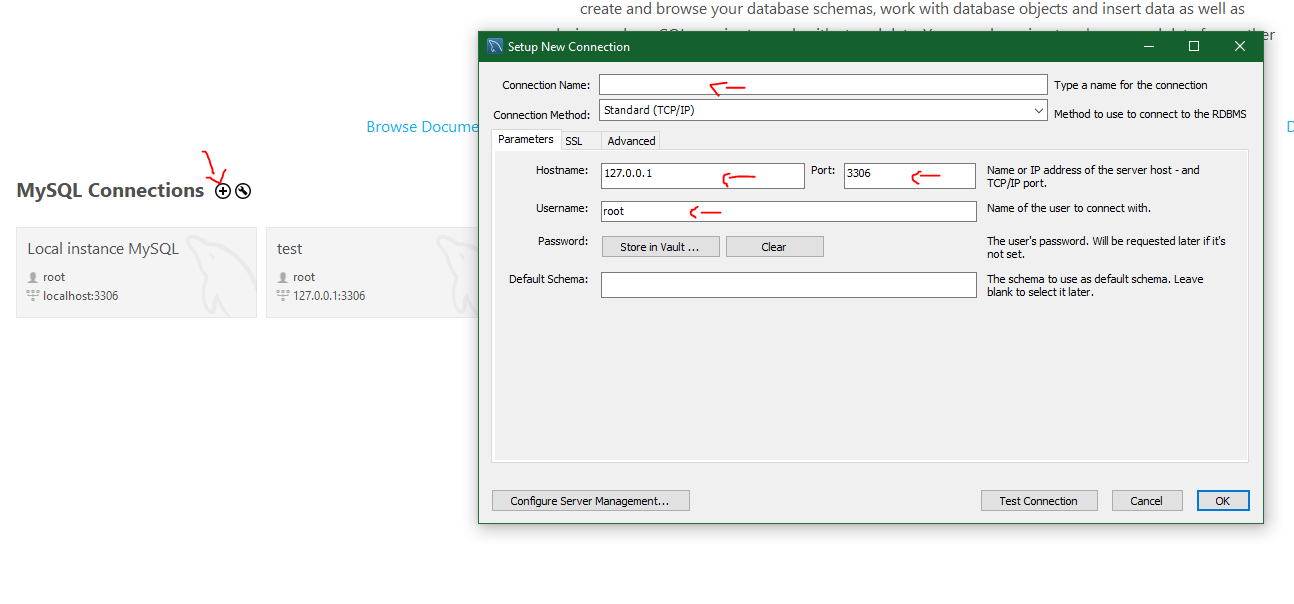 create and browse your database schemas, work with database objects and insert data as well as
Setup New Connection
Connection Name:
Type a name for the connection
Connection Method: Standard (TCP/IP)
Method to use to connect to the RDBMS
Browse Docume
D
Parameters SSL Advanced
Hostname: 127.0.0.1 Port: 3306
Name or IP address of the server host - and
TCP/IP port.
MySQL Connections
Username: root
Name of the user to connect with.
Password: Store in Vault ... Clear
The user's password. Will be requested later if it's
not set.
Local instance MySQL
root
localhost:3306
test
root
127.0.0.1:3306
Default Schema:
The schema to use as default schema. Leave
blank to select it later.
Configure Server Management... Test Connection Cancel OK